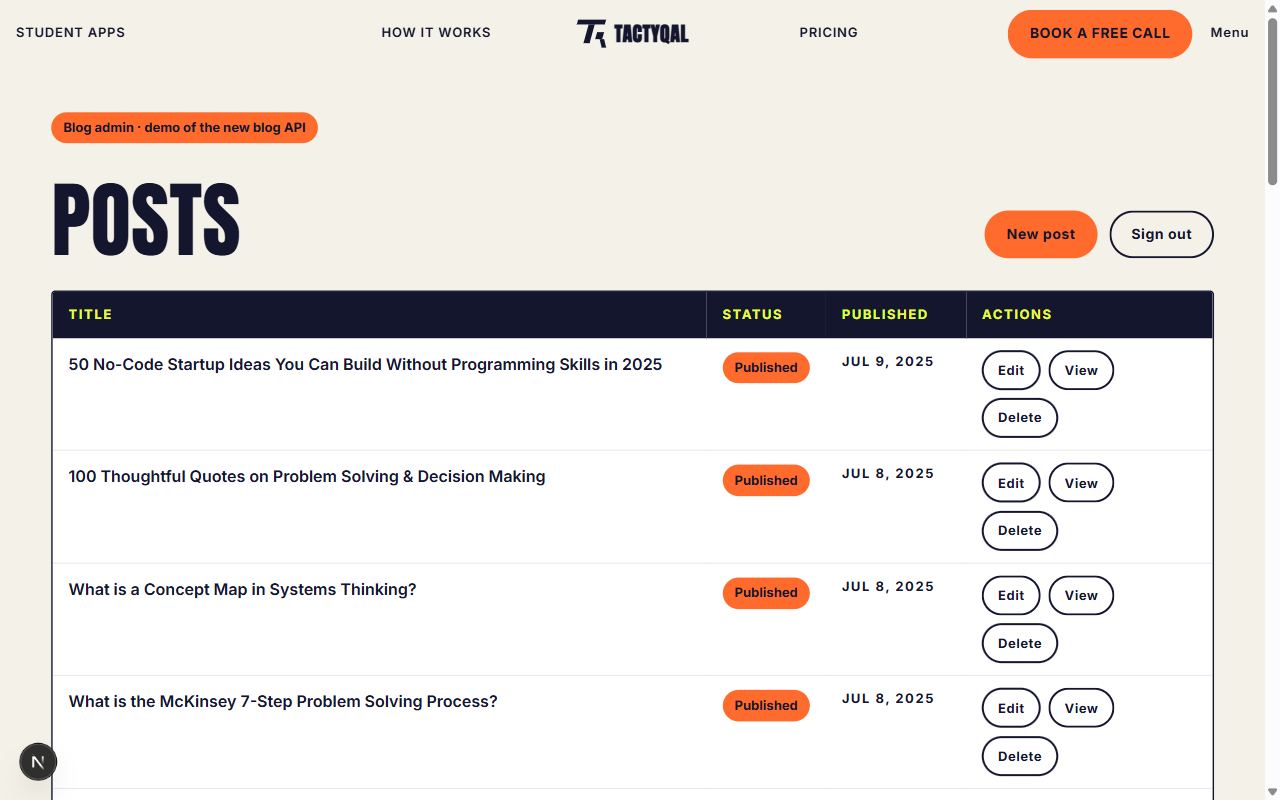 STUDENT APPS
HOW IT WORKS
TACTYQAL
PRICING
BOOK A FREE CALL
Menu
Blog admin · demo of the new blog API
POSTS
New post
Sign out
TITLE
STATUS
PUBLISHED
ACTIONS
50 No-Code Startup Ideas You Can Build Without Programming Skills in 2025
Published
JUL 9, 2025
Edit
View
Delete
100 Thoughtful Quotes on Problem Solving & Decision Making
Published
JUL 8, 2025
Edit
View
Delete
What is a Concept Map in Systems Thinking?
Published
JUL 8, 2025
Edit
View
Delete
What is the McKinsey 7-Step Problem Solving Process?
Published
JUL 8, 2025
Edit
View
Delete
N